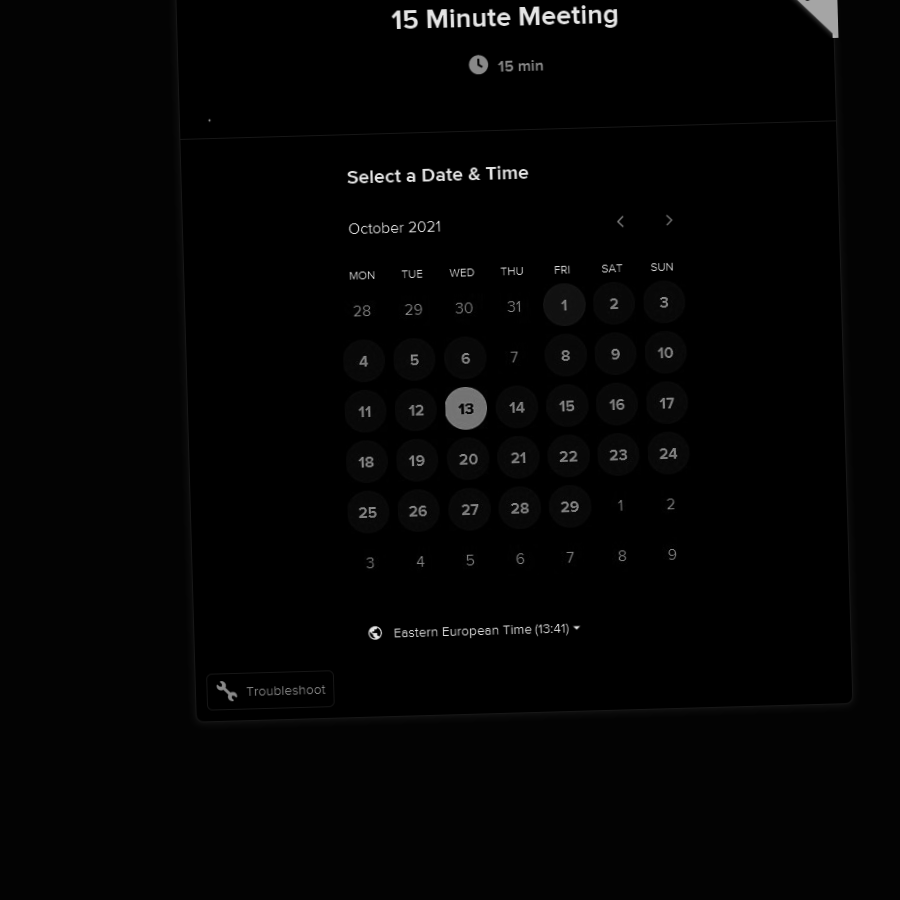 15 Minute Meeting
15 min
Select a Date & Time
October 2021
MON TUE WED THU FRI SAT SUN
28 29 30 31 1 2 3
4 5 6 7 8 9 10
11 12 13 14 15 16 17
18 19 20 21 22 23 24
25 26 27 28 29 1 2
3 4 5 6 7 8 9
Eastern European Time (13:41)
Troubleshoot